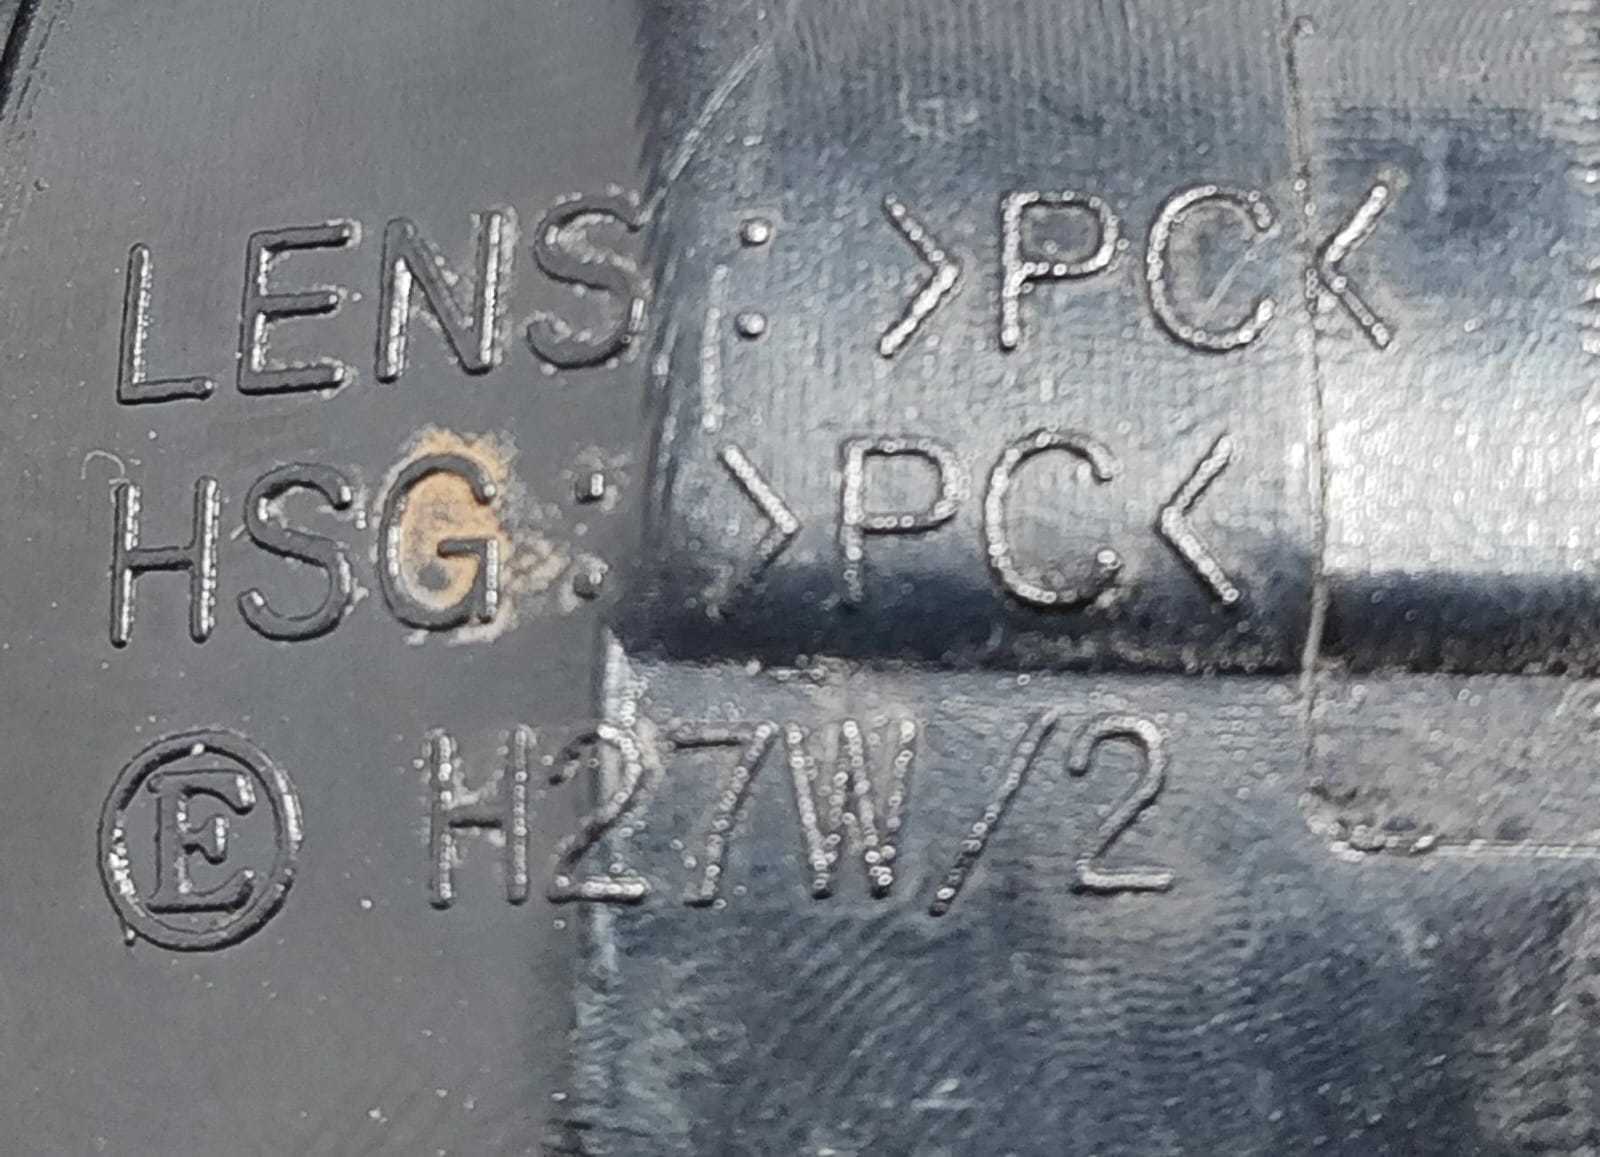 LENS: >PC<
HSG: >PC<
Ⓔ H27W/2